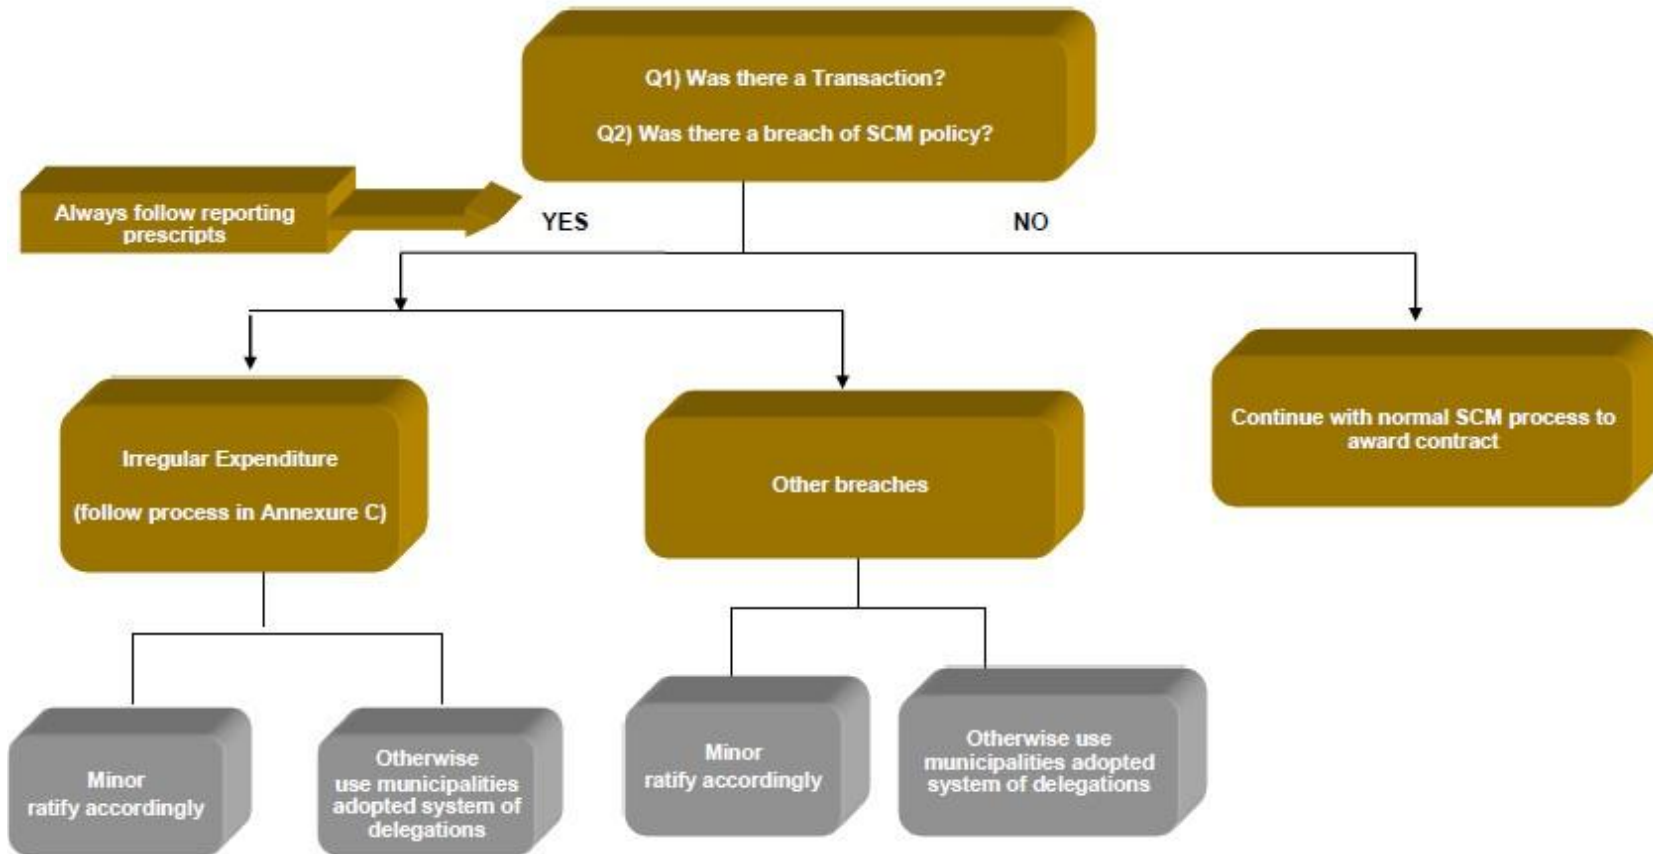 Q1) Was there a Transaction?
Q2) Was there a breach of SCM policy?
Always follow reporting
prescripts
YES
NO
Irregular Expenditure
(follow process in Annexure C)
Other breaches
Continue with normal SCM process to
award contract
Minor
ratify accordingly
Otherwise
use municipalities
adopted system of
delegations
Minor
ratify accordingly
Otherwise use
municipalities adopted
system of delegations